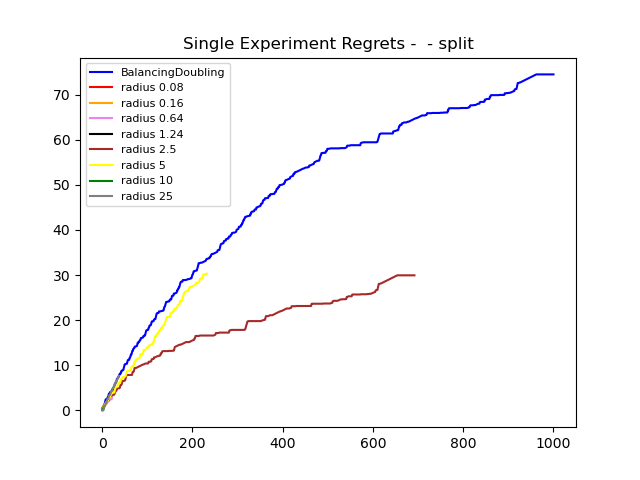 Single Experiment Regrets -  - split
BalancingDoubling
radius 0.08
radius 0.16
radius 0.64
radius 1.24
radius 2.5
radius 5
radius 10
radius 25
70
60
50
40
30
20
10
0
0 200 400 600 800 1000